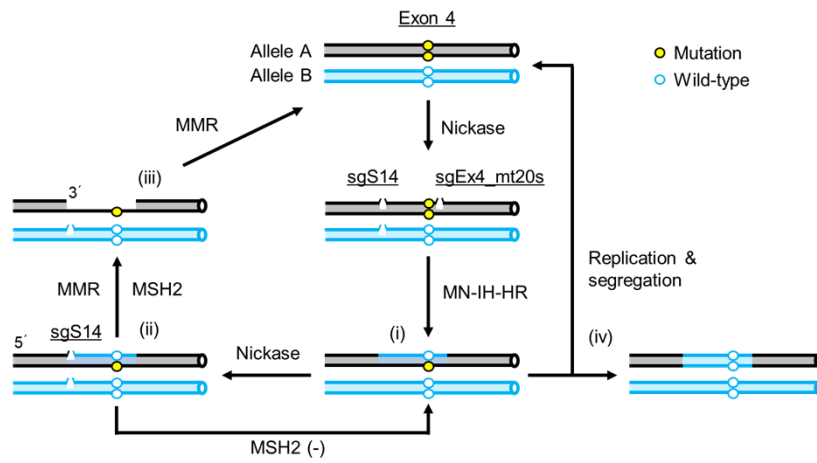 Exon 4
Allele A
Allele B
Mutation
Wild-type
MMR
Nickase
3´
(iii)
sgS14
sgEx4_mt20s
MMR
MSH2
MN-IH-HR
Replication &
segregation
5´
sgS14
(ii)
Nickase
(i)
(iv)
MSH2 (-)